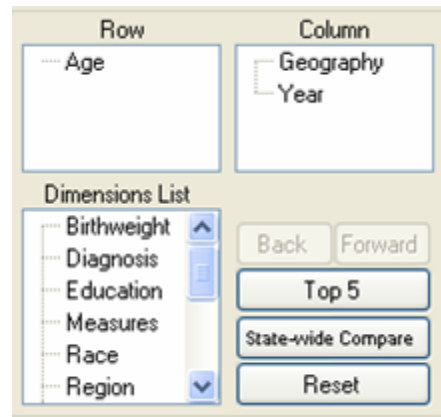 Row
Age
Column
Geography
Year
Dimensions List
Birthweight
Diagnosis
Education
Measures
Race
Region
Back
Forward
Top 5
State-wide Compare
Reset